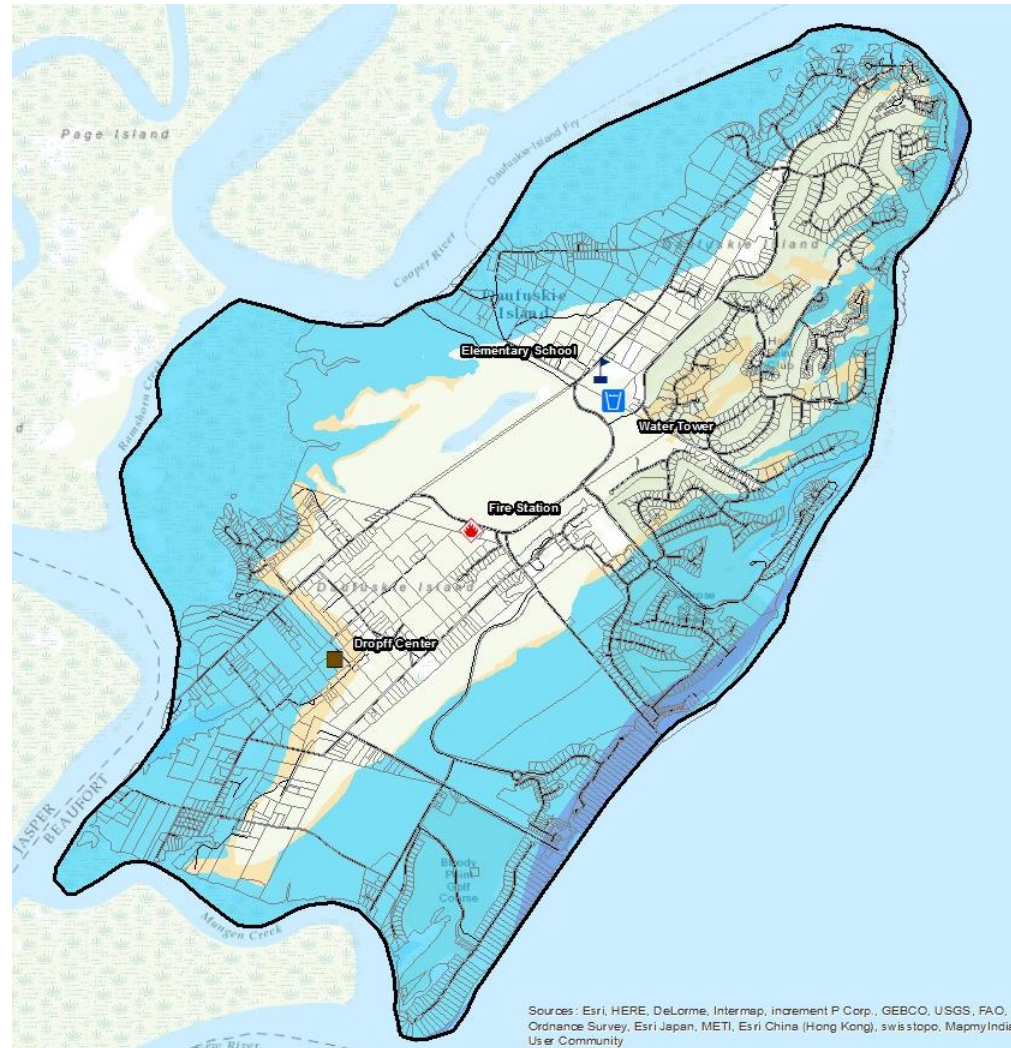 Page Island
Daufuskie-Island Fry
Cooper River
Daufuskie Island
Daufuskie
Island
Elementary School
Ramshorn Creek
Water Tower
Fire Station
Daufuskie Island
Dropff Center
JASPER
BEAUFORT
Bloody
Point
Golf
Course
Mungen Creek
New River
Sources: Esri, HERE, DeLorme, Intermap, increment P Corp., GEBCO, USGS, FAO,
Ordnance Survey, Esri Japan, METI, Esri China (Hong Kong), swisstopo, MapmyIndia
User Community